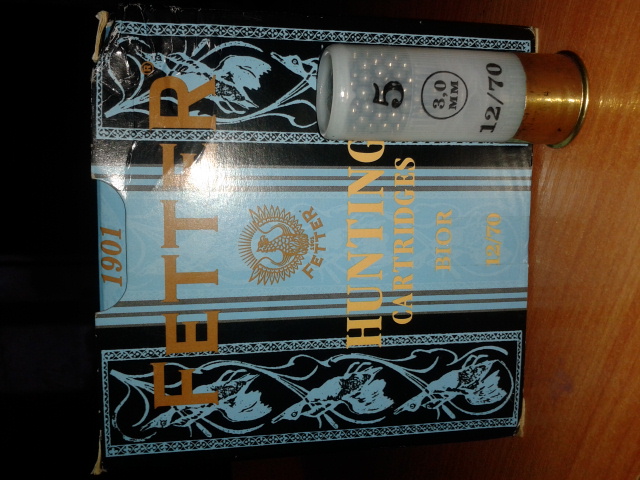 FETTER®
1901
FETTER
HUNTING
CARTRIDGES
BIOR
12/70
5
3,0
MM
12/70